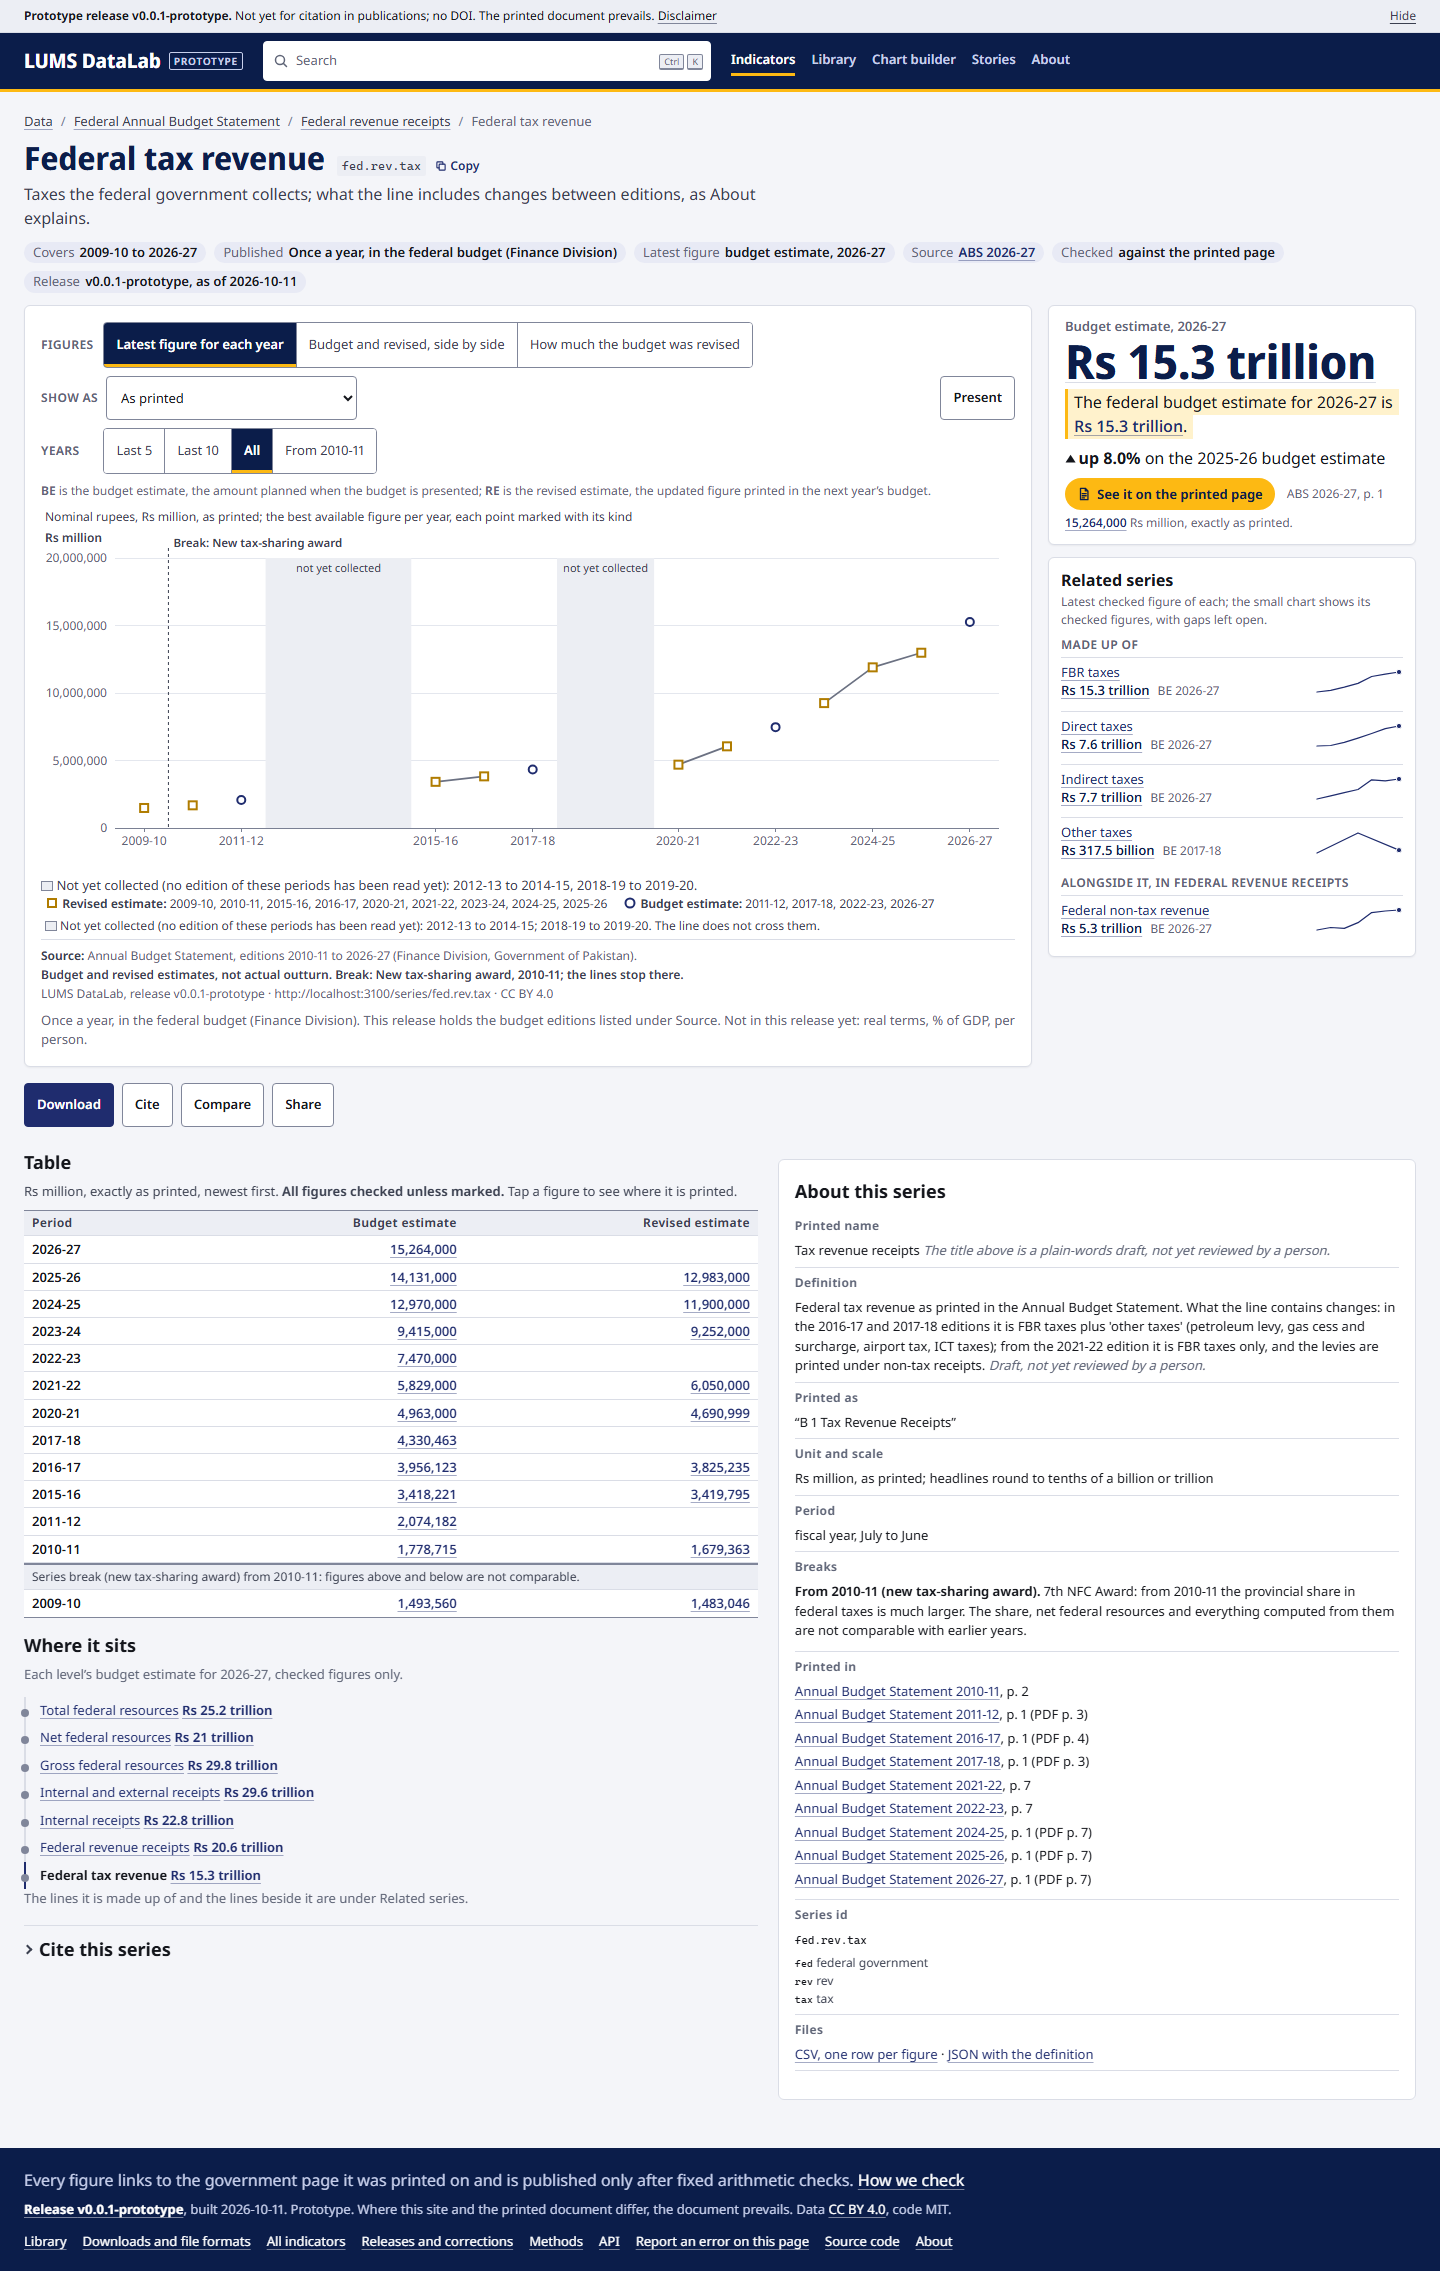 Prototype release v0.0.1-prototype. Not yet for citation in publications; no DOI. The printed document prevails. Disclaimer
Hide
LUMS DataLab PROTOTYPE
Search Ctrl K
Indicators Library Chart builder Stories About
Data / Federal Annual Budget Statement / Federal revenue receipts / Federal tax revenue
Federal tax revenue fed.rev.tax Copy
Taxes the federal government collects; what the line includes changes between editions, as About
explains.
Covers 2009-10 to 2026-27 Published Once a year, in the federal budget (Finance Division) Latest figure budget estimate, 2026-27 Source ABS 2026-27 Checked against the printed page
Release v0.0.1-prototype, as of 2026-10-11
FIGURES Latest figure for each year Budget and revised, side by side How much the budget was revised
SHOW AS As printed Present
YEARS Last 5 Last 10 All From 2010-11
BE is the budget estimate, the amount planned when the budget is presented; RE is the revised estimate, the updated figure printed in the next year's budget.
Nominal rupees, Rs million, as printed; the best available figure per year, each point marked with its kind
Rs million
Break: New tax-sharing award
20,000,000
not yet collected not yet collected
15,000,000
10,000,000
5,000,000
0
2009-10 2011-12 2015-16 2017-18 2020-21 2022-23 2024-25 2026-27
Not yet collected (no edition of these periods has been read yet): 2012-13 to 2014-15, 2018-19 to 2019-20.
Revised estimate: 2009-10, 2010-11, 2015-16, 2016-17, 2020-21, 2021-22, 2023-24, 2024-25, 2025-26 Budget estimate: 2011-12, 2017-18, 2022-23, 2026-27
Not yet collected (no edition of these periods has been read yet): 2012-13 to 2014-15; 2018-19 to 2019-20. The line does not cross them.
Source: Annual Budget Statement, editions 2010-11 to 2026-27 (Finance Division, Government of Pakistan).
Budget and revised estimates, not actual outturn. Break: New tax-sharing award, 2010-11; the lines stop there.
LUMS DataLab, release v0.0.1-prototype · http://localhost:3100/series/fed.rev.tax · CC BY 4.0
Once a year, in the federal budget (Finance Division). This release holds the budget editions listed under Source. Not in this release yet: real terms, % of GDP, per
person.
Budget estimate, 2026-27
Rs 15.3 trillion
The federal budget estimate for 2026-27 is
Rs 15.3 trillion.
▲ up 8.0% on the 2025-26 budget estimate
See it on the printed page ABS 2026-27, p. 1
15,264,000 Rs million, exactly as printed.
Related series
Latest checked figure of each; the small chart shows its
checked figures, with gaps left open.
MADE UP OF
FBR taxes
Rs 15.3 trillion BE 2026-27
Direct taxes
Rs 7.6 trillion BE 2026-27
Indirect taxes
Rs 7.7 trillion BE 2026-27
Other taxes
Rs 317.5 billion BE 2017-18
ALONGSIDE IT, IN FEDERAL REVENUE RECEIPTS
Federal non-tax revenue
Rs 5.3 trillion BE 2026-27
Download Cite Compare Share
Table
Rs million, exactly as printed, newest first. All figures checked unless marked. Tap a figure to see where it is printed.
Period Budget estimate Revised estimate
2026-27 15,264,000
2025-26 14,131,000 12,983,000
2024-25 12,970,000 11,900,000
2023-24 9,415,000 9,252,000
2022-23 7,470,000
2021-22 5,829,000 6,050,000
2020-21 4,963,000 4,690,999
2017-18 4,330,463
2016-17 3,956,123 3,825,235
2015-16 3,418,221 3,419,795
2011-12 2,074,182
2010-11 1,778,715 1,679,363
Series break (new tax-sharing award) from 2010-11: figures above and below are not comparable.
2009-10 1,493,560 1,483,046
Where it sits
Each level's budget estimate for 2026-27, checked figures only.
Total federal resources Rs 25.2 trillion
Net federal resources Rs 21 trillion
Gross federal resources Rs 29.8 trillion
Internal and external receipts Rs 29.6 trillion
Internal receipts Rs 22.8 trillion
Federal revenue receipts Rs 20.6 trillion
Federal tax revenue Rs 15.3 trillion
The lines it is made up of and the lines beside it are under Related series.
Cite this series
About this series
Printed name
Tax revenue receipts The title above is a plain-words draft, not yet reviewed by a person.
Definition
Federal tax revenue as printed in the Annual Budget Statement. What the line contains changes: in
the 2016-17 and 2017-18 editions it is FBR taxes plus 'other taxes' (petroleum levy, gas cess and
surcharge, airport tax, ICT taxes); from the 2021-22 edition it is FBR taxes only, and the levies are
printed under non-tax receipts. Draft, not yet reviewed by a person.
Printed as
“B 1 Tax Revenue Receipts”
Unit and scale
Rs million, as printed; headlines round to tenths of a billion or trillion
Period
fiscal year, July to June
Breaks
From 2010-11 (new tax-sharing award). 7th NFC Award: from 2010-11 the provincial share in
federal taxes is much larger. The share, net federal resources and everything computed from them
are not comparable with earlier years.
Printed in
Annual Budget Statement 2010-11, p. 2
Annual Budget Statement 2011-12, p. 1 (PDF p. 3)
Annual Budget Statement 2016-17, p. 1 (PDF p. 4)
Annual Budget Statement 2017-18, p. 1 (PDF p. 3)
Annual Budget Statement 2021-22, p. 7
Annual Budget Statement 2022-23, p. 7
Annual Budget Statement 2024-25, p. 1 (PDF p. 7)
Annual Budget Statement 2025-26, p. 1 (PDF p. 7)
Annual Budget Statement 2026-27, p. 1 (PDF p. 7)
Series id
fed.rev.tax
fed federal government
rev rev
tax tax
Files
CSV, one row per figure · JSON with the definition
Every figure links to the government page it was printed on and is published only after fixed arithmetic checks. How we check
Release v0.0.1-prototype, built 2026-10-11. Prototype. Where this site and the printed document differ, the document prevails. Data CC BY 4.0, code MIT.
Library Downloads and file formats All indicators Releases and corrections Methods API Report an error on this page Source code About